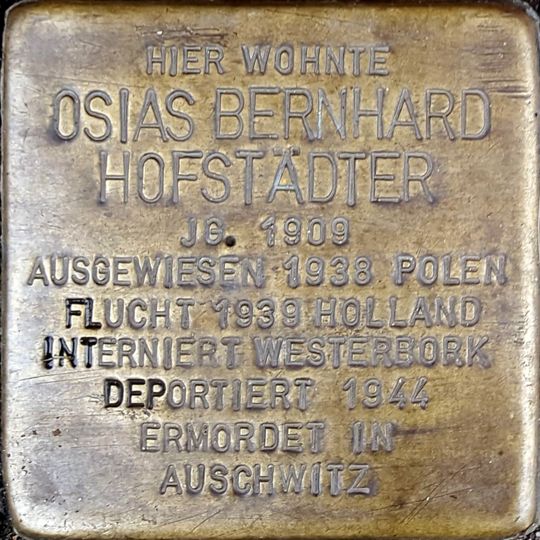 HIER WOHNTE
OSIAS BERNHARD
HOFSTÄDTER
JG. 1909
AUSGEWIESEN 1938 POLEN
FLUCHT 1939 HOLLAND
INTERNIERT WESTERBORK
DEPORTIERT 1944
ERMORDET IN
AUSCHWITZ